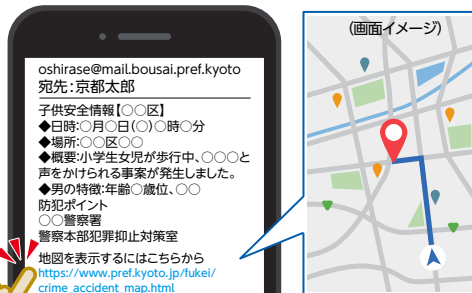 oshirase@mail.bousai.pref.kyoto
宛先：京都太郎
子供安全情報【○○区】
◆日時：○月○日（○）○時○分
◆場所：○○区○○
◆概要：小学生女児が歩行中、○○○と
声をかけられる事案が発生しました。
◆男の特徴：年齢○歳位、○○
防犯ポイント
○○警察署
警察本部犯罪抑止対策室
地図を表示するにはこちらから
https://www.pref.kyoto.jp/fukei/
crime_accident_map.html
（画面イメージ）